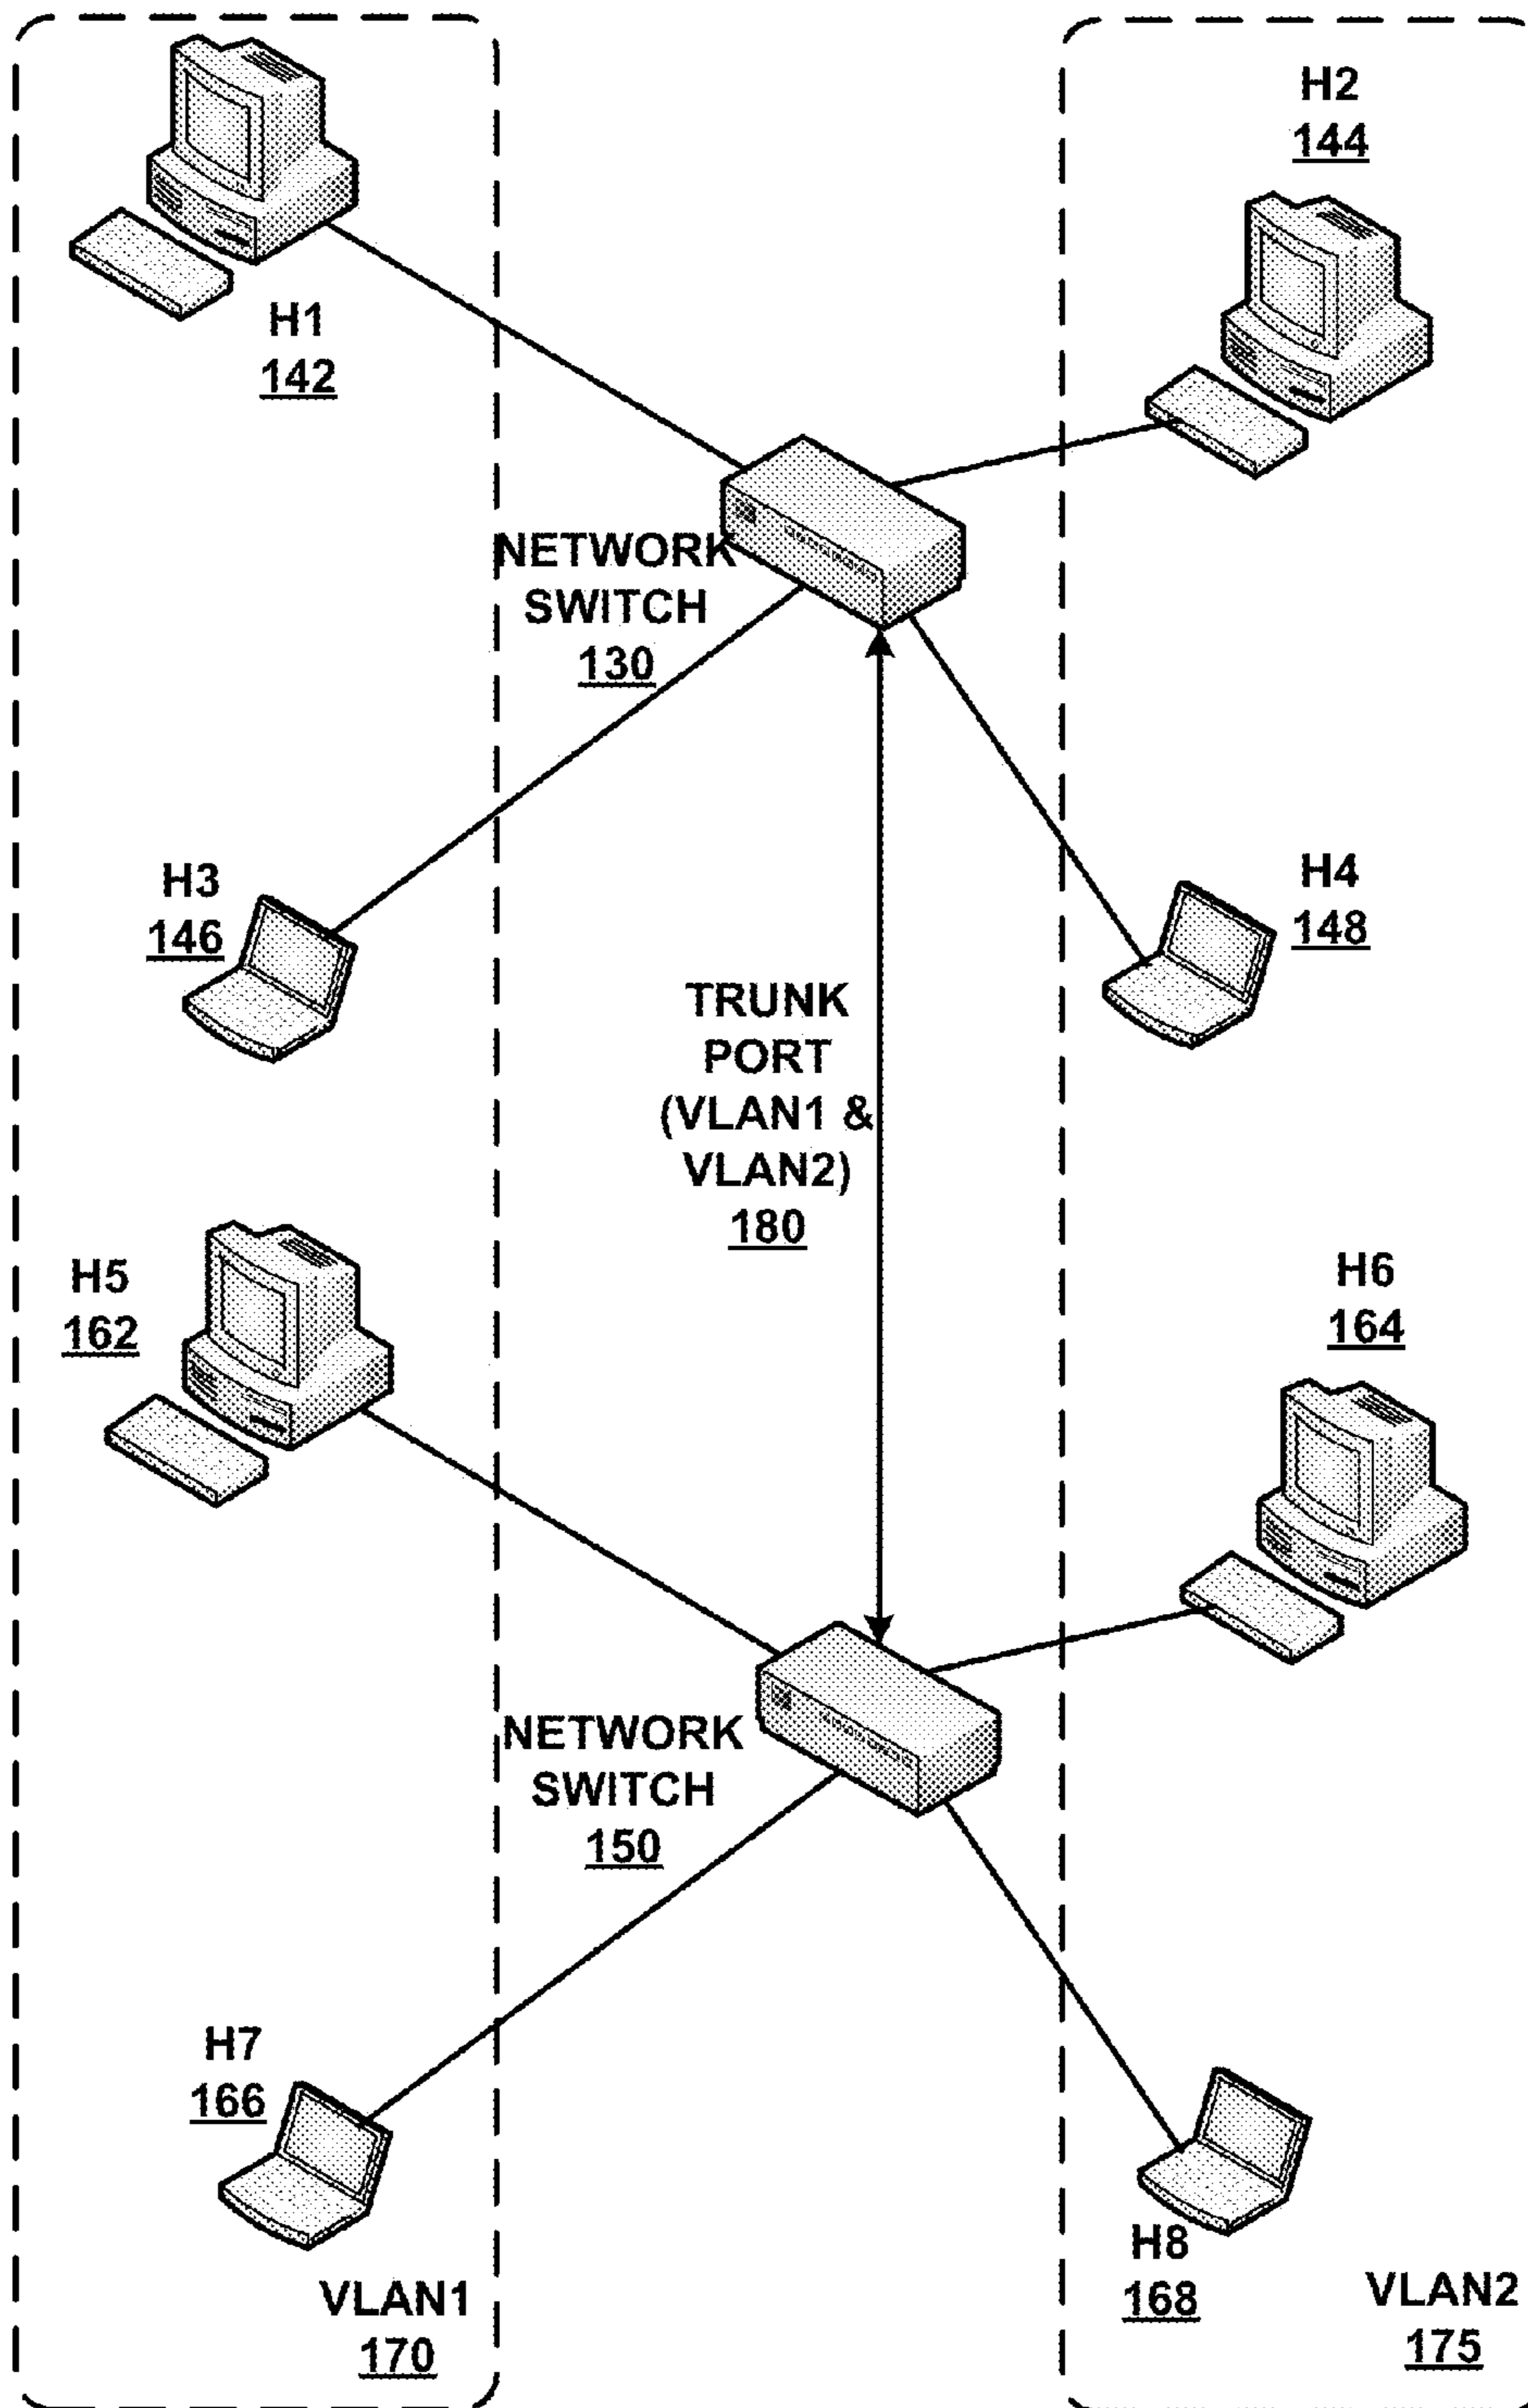 H1
142
H2
144
NETWORK
SWITCH
130
H3
146
H4
148
TRUNK
PORT
(VLAN1 &
VLAN2)
180
H5
162
H6
164
NETWORK
SWITCH
150
H7
166
H8
168
VLAN1
170
VLAN2
175